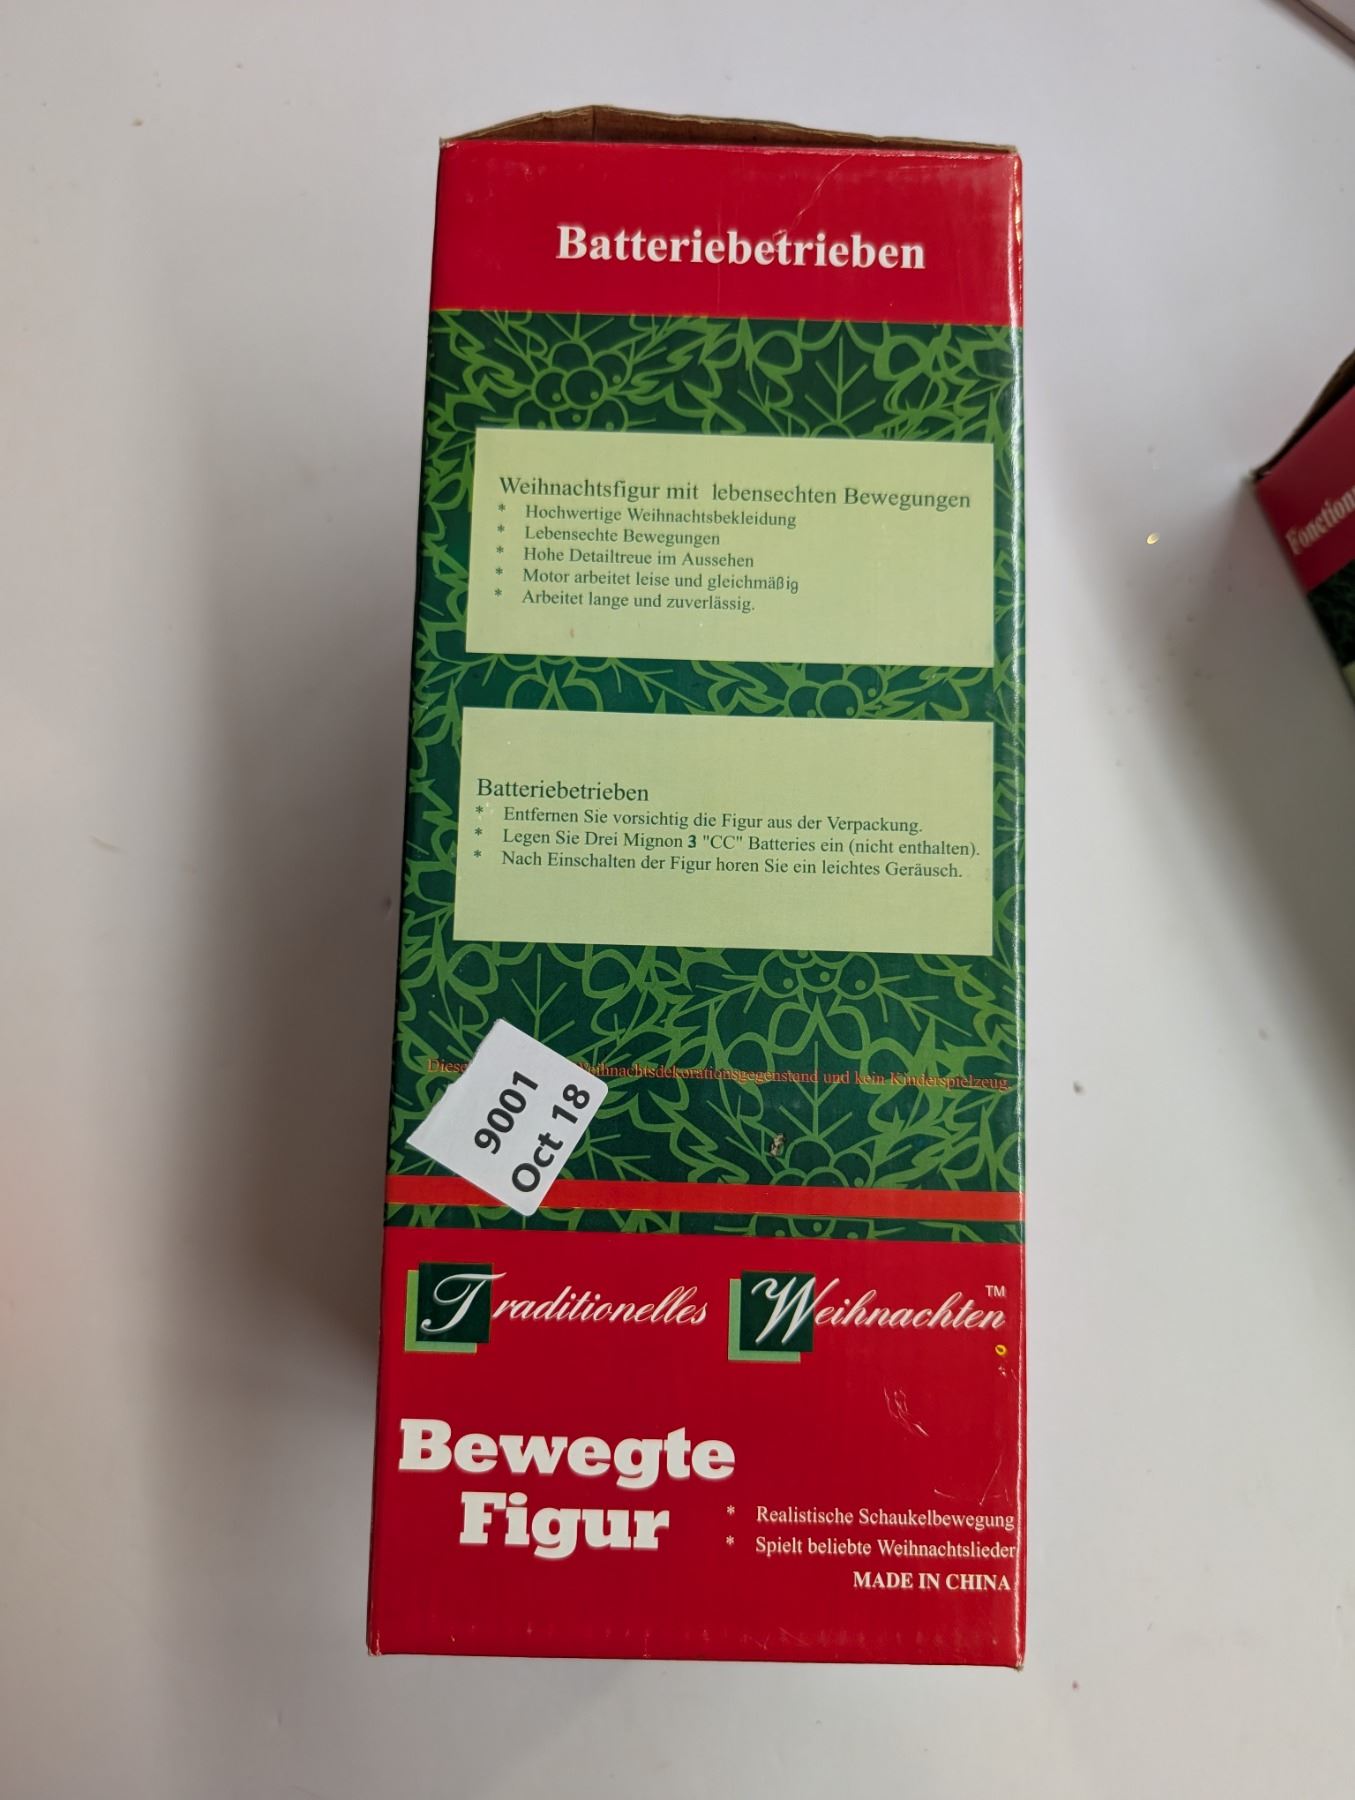 Batteriebetrieben
Weihnachtsfigur mit lebensechten Bewegungen
* Hochwertige Weihnachtsbekleidung
* Lebensechte Bewegungen
* Hohe Detailtreue im Aussehen
* Motor arbeitet leise und gleichmäßig
* Arbeitet lange und zuverlässig.
Batteriebetrieben
* Entfernen Sie vorsichtig die Figur aus der Verpackung.
* Legen Sie Drei Mignon 3 "CC" Batteries ein (nicht enthalten).
* Nach Einschalten der Figur horen Sie ein leichtes Geräusch.
Weihnachtsdekorationsgegenstand und kein Kinderspielzeug.
9001
Oct 18
Traditionelles Weihnachten™
Bewegte
Figur
* Realistische Schaukelbewegung
* Spielt beliebte Weihnachtslieder
MADE IN CHINA